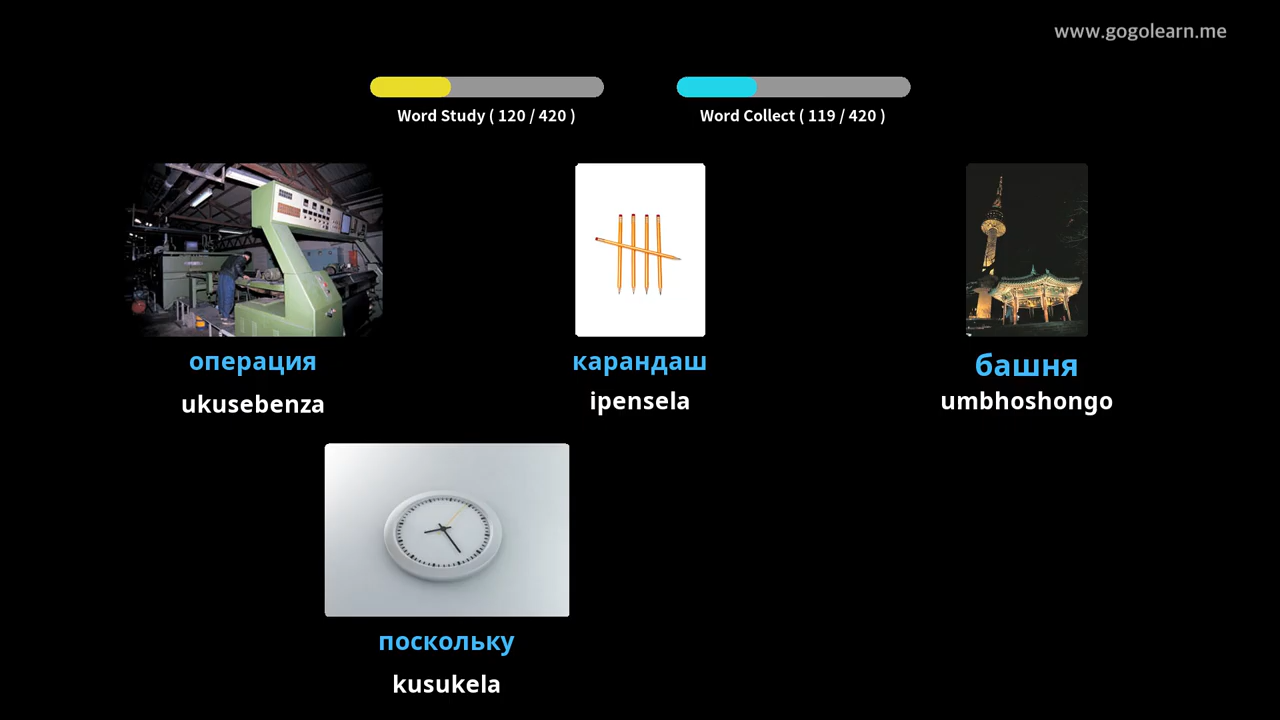 www.gogolearn.me
Word Study ( 120 / 420 )
Word Collect ( 119 / 420 )
операция
ukusebenza
карандаш
ipensela
башня
umbhoshongo
поскольку
kusukela